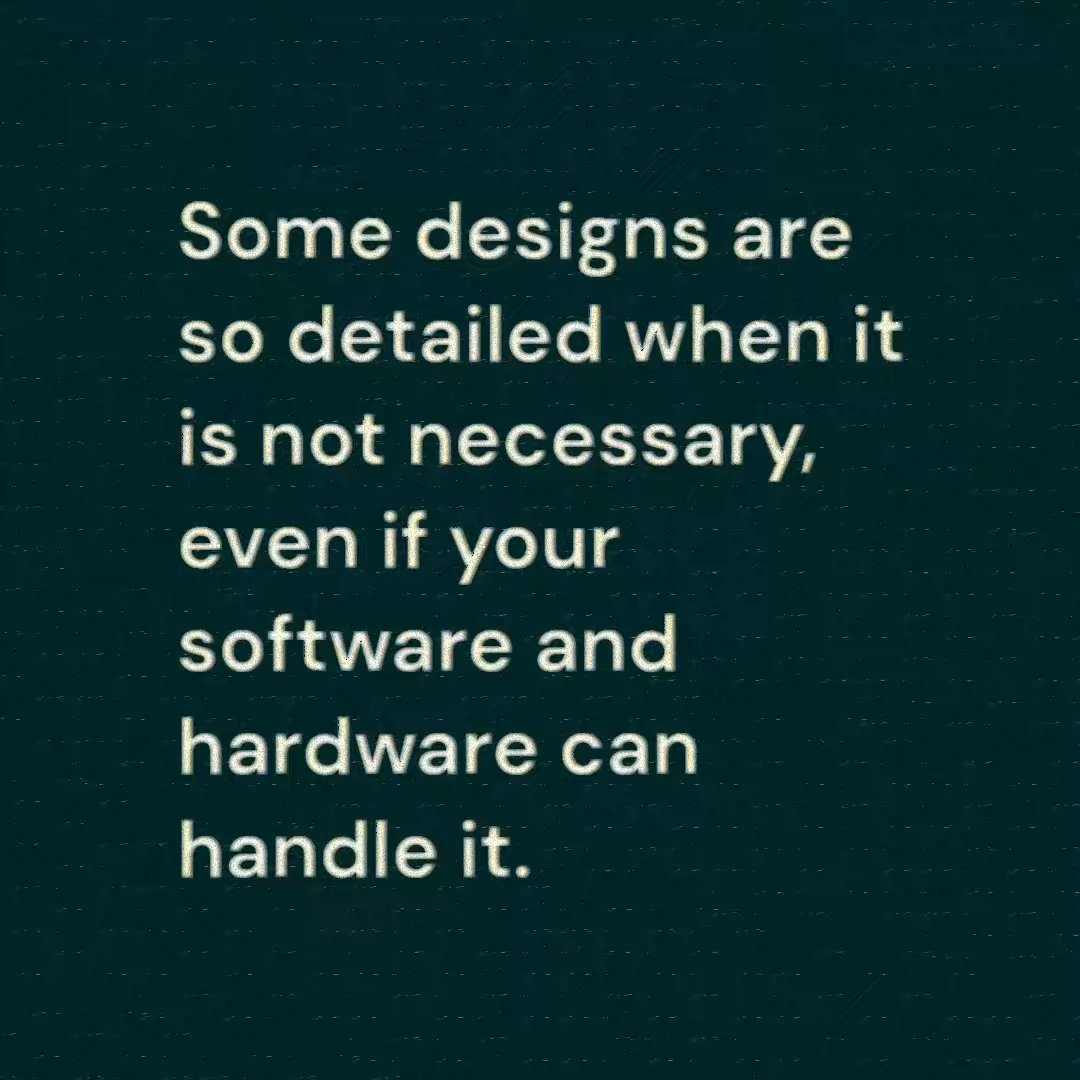 Some designs are
so detailed when it
is not necessary,
even if your
software and
hardware can
handle it.